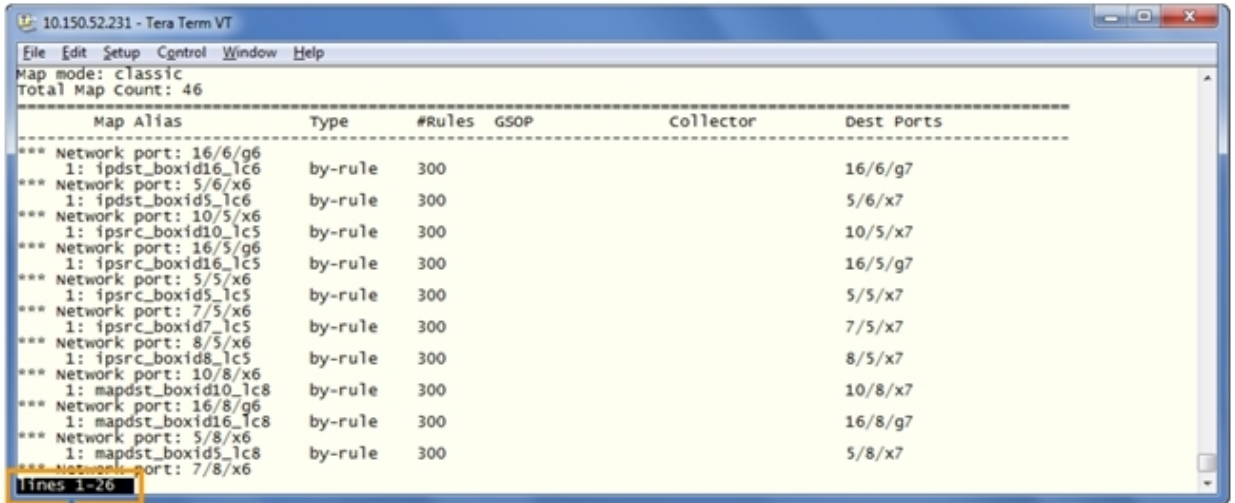 10.150.52.231 - Tera Term VT
File Edit Setup Control Window Help
Map mode: classic
Total Map Count: 46
==========================================================================================
Map Alias Type #Rules GSOP Collector Dest Ports
------------------------------------------------------------------------------------------
*** Network port: 16/6/g6
1: ipdst_boxid16_lc6 by-rule 300 16/6/g7
*** Network port: 5/6/x6
1: ipdst_boxid5_lc6 by-rule 300 5/6/x7
*** Network port: 10/5/x6
1: ipsrc_boxid10_lc5 by-rule 300 10/5/x7
*** Network port: 16/5/g6
1: ipsrc_boxid16_lc5 by-rule 300 16/5/g7
*** Network port: 5/5/x6
1: ipsrc_boxid5_lc5 by-rule 300 5/5/x7
*** Network port: 7/5/x6
1: ipsrc_boxid7_lc5 by-rule 300 7/5/x7
*** Network port: 8/5/x6
1: ipsrc_boxid8_lc5 by-rule 300 8/5/x7
*** Network port: 10/8/x6
1: mapdst_boxid10_lc8 by-rule 300 10/8/x7
*** Network port: 16/8/g6
1: mapdst_boxid16_lc8 by-rule 300 16/8/g7
*** Network port: 5/8/x6
1: mapdst_boxid5_lc8 by-rule 300 5/8/x7
*** Network port: 7/8/x6
lines 1-26